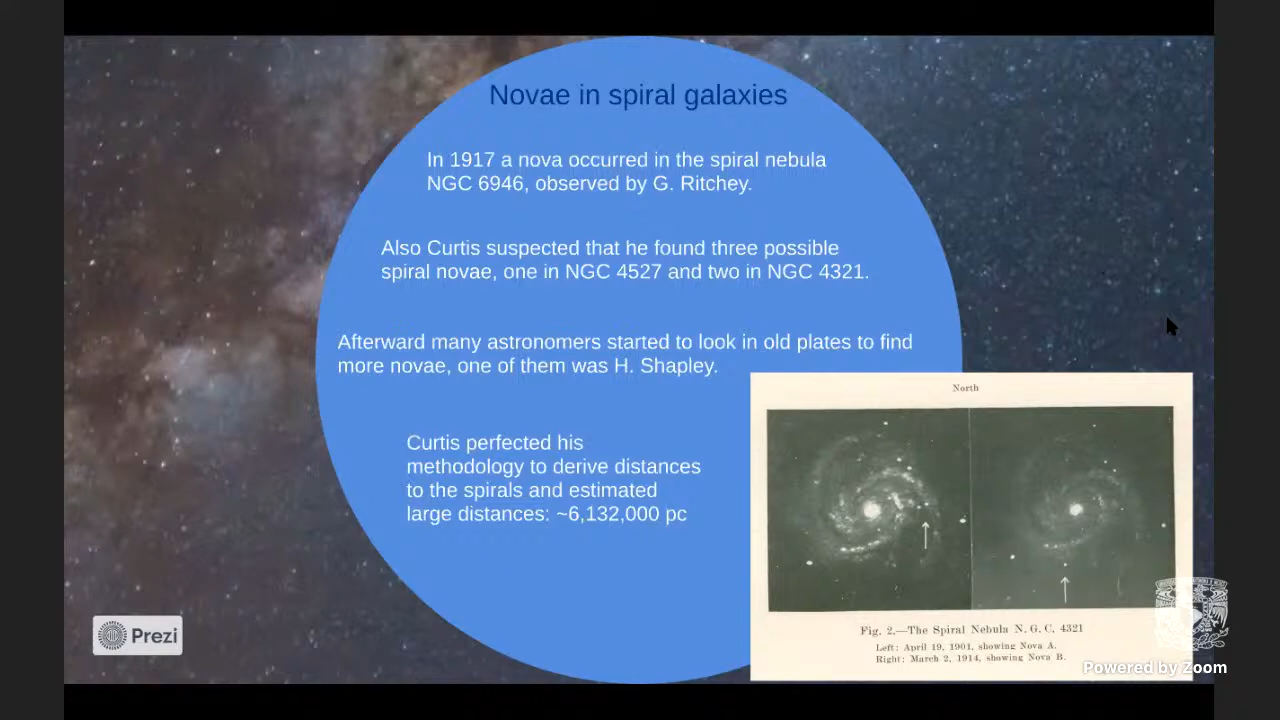 Novae in spiral galaxies
In 1917 a nova occurred in the spiral nebula
NGC 6946, observed by G. Ritchey.
Also Curtis suspected that he found three possible
spiral novae, one in NGC 4527 and two in NGC 4321.
Afterward many astronomers started to look in old plates to find
more novae, one of them was H. Shapley.
Curtis perfected his
methodology to derive distances
to the spirals and estimated
large distances: ~6,132,000 pc
North
Fig. 2.—The Spiral Nebula N. G. C. 4321
Left: April 19, 1901, showing Nova A.
Right: March 2, 1914, showing Nova B.
Prezi
Powered by Zoom